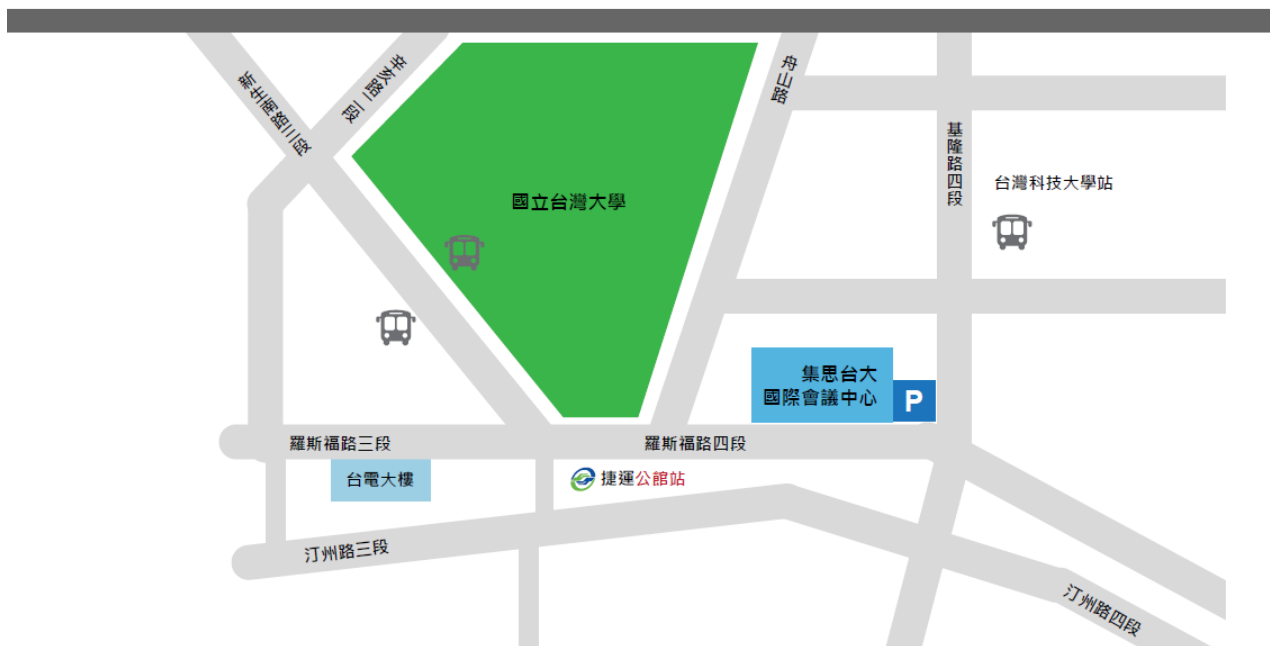 新生南路三段
辛亥路一段
舟山路
基隆路四段
台灣科技大學站
國立台灣大學
集思台大
國際會議中心
P
羅斯福路三段
羅斯福路四段
台電大樓
捷運公館站
汀州路三段
汀州路四段